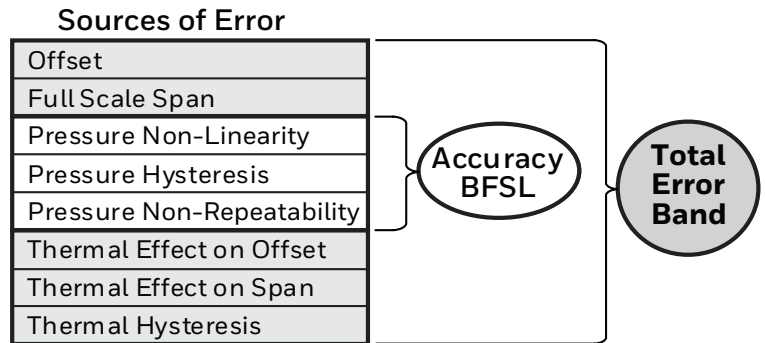 Sources of Error
Offset
Full Scale Span
Pressure Non-Linearity
Pressure Hysteresis
Pressure Non-Repeatability
Thermal Effect on Offset
Thermal Effect on Span
Thermal Hysteresis
Accuracy
BFSL
Total
Error
Band